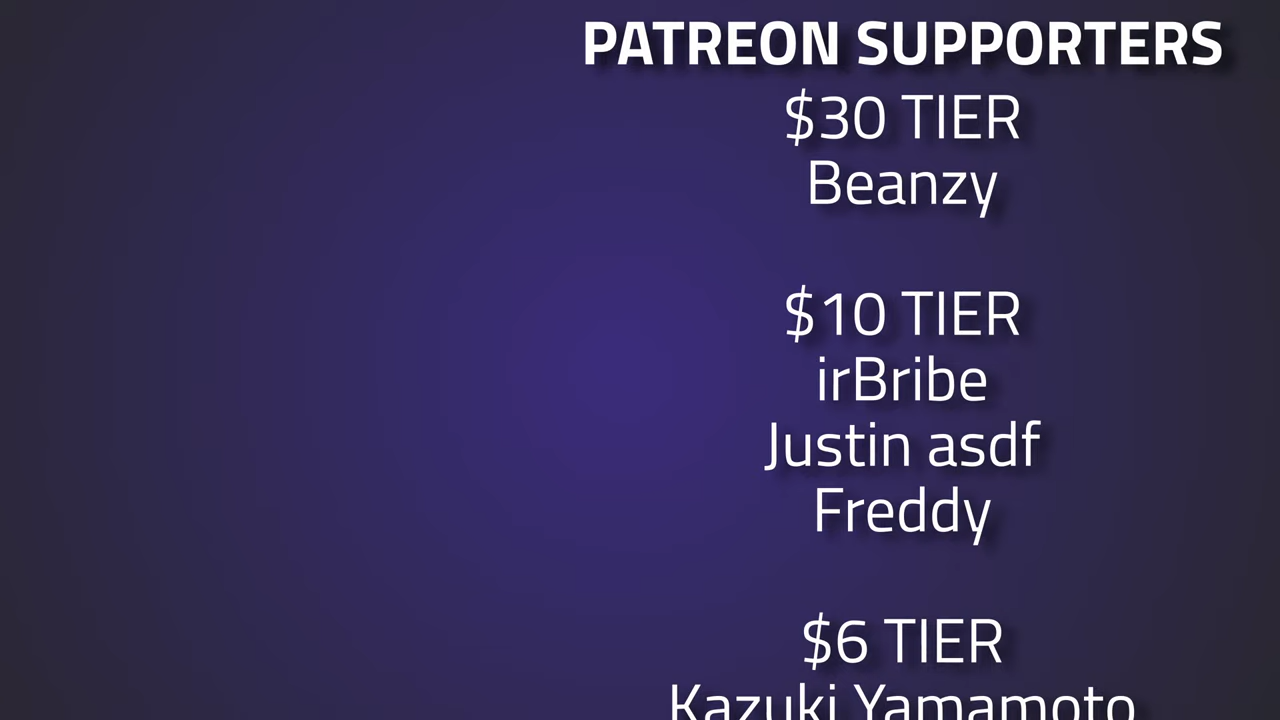 PATREON SUPPORTERS
$30 TIER
Beanzy
$10 TIER
irBribe
Justin asdf
Freddy
$6 TIER
Kazuki Yamamoto